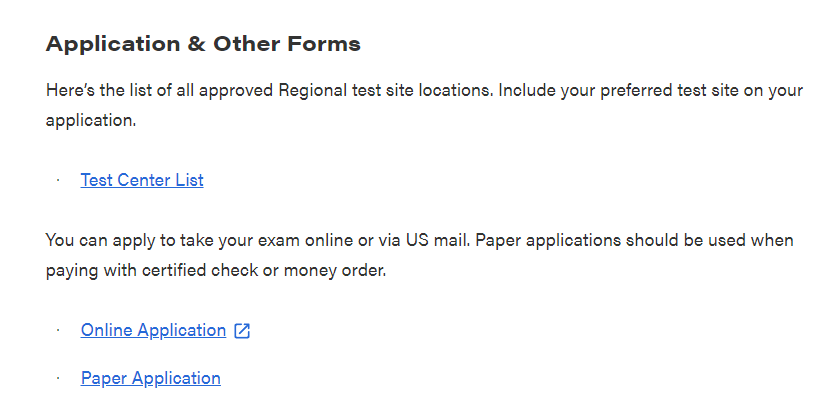 Application & Other Forms
Here's the list of all approved Regional test site locations. Include your preferred test site on your
application.
· Test Center List
You can apply to take your exam online or via US mail. Paper applications should be used when
paying with certified check or money order.
· Online Application
· Paper Application